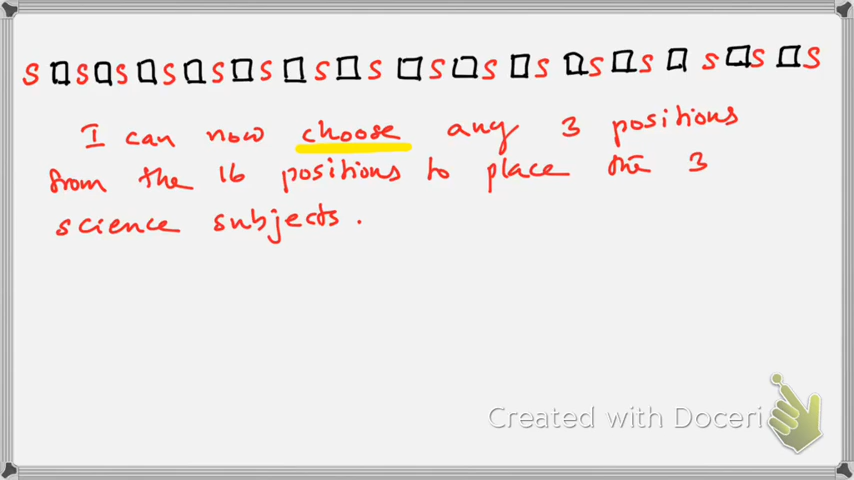 S □ S □ S □ S □ S □ S □ S □ S □ S □ S □ S □ S □ S □ S □ S □ S
I can now choose any 3 positions
from the 16 positions to place the 3
science subjects.
Created with Doceri